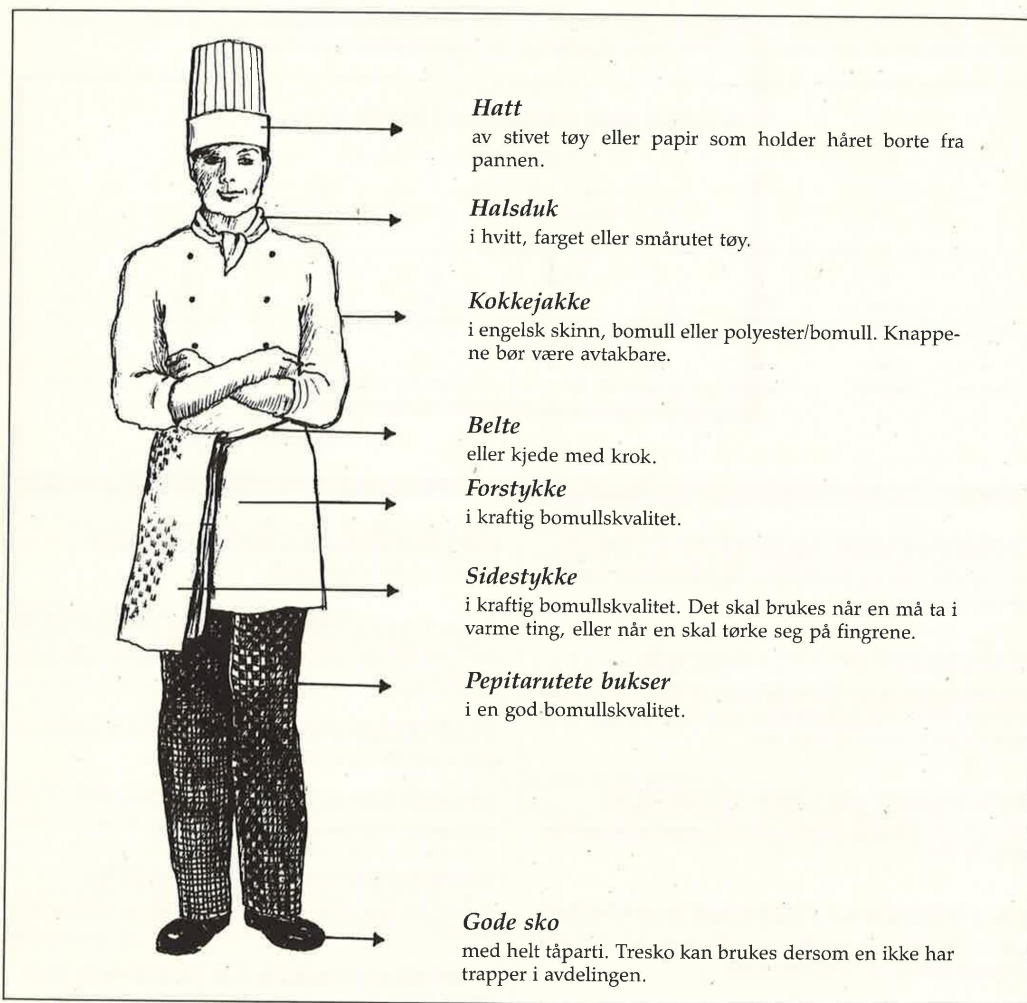 Hatt
av stivet tøy eller papir som holder håret borte fra
pannen.
Halsduk
i hvitt, farget eller smårutet tøy.
Kokkejakke
i engelsk skinn, bomull eller polyester/bomull. Knappe-
ne bør være avtakbare.
Belte
eller kjede med krok.
Forstykke
i kraftig bomullskvalitet.
Sidestykke
i kraftig bomullskvalitet. Det skal brukes når en må ta i
varme ting, eller når en skal tørke seg på fingrene.
Pepitarutete bukser
i en god bomullskvalitet.
Gode sko
med helt tåparti. Tresko kan brukes dersom en ikke har
trapper i avdelingen.